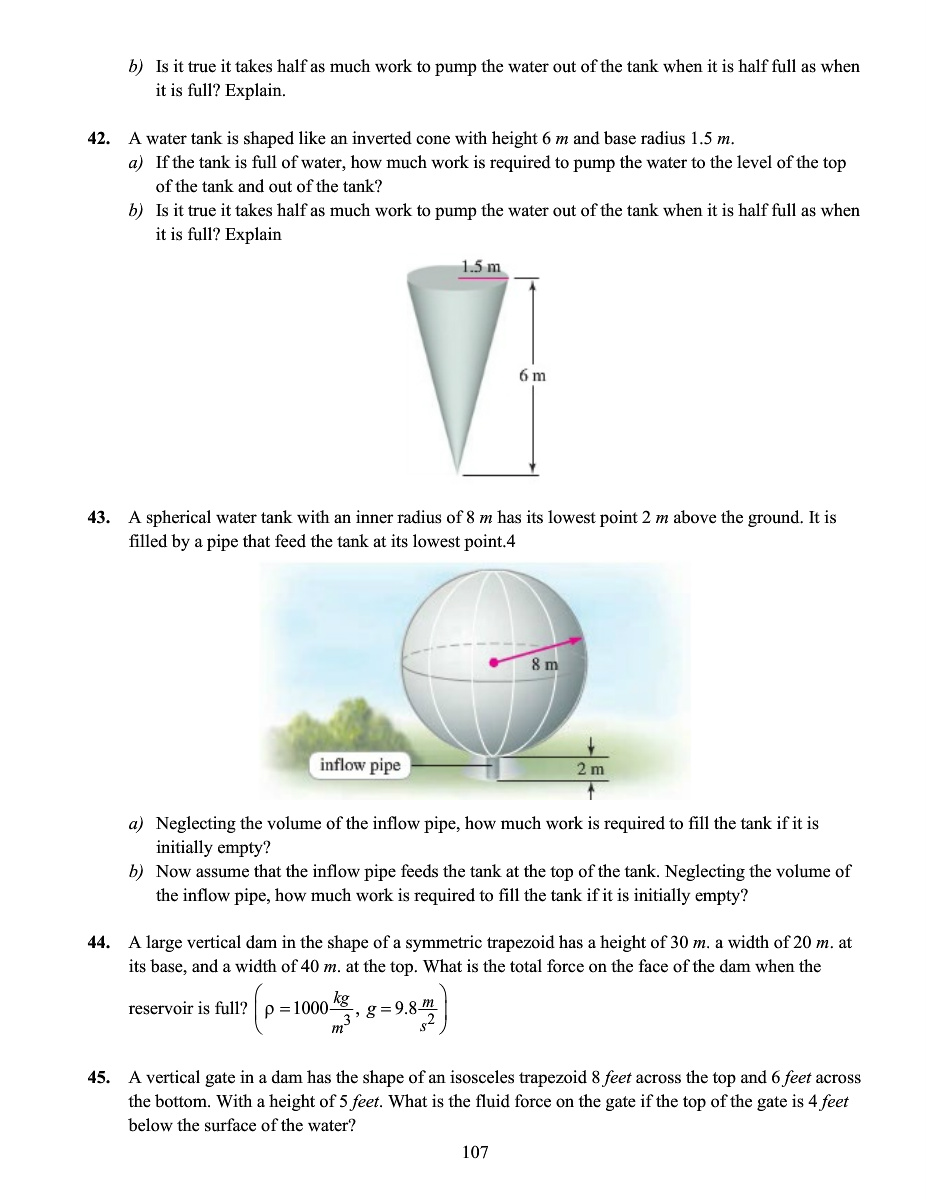 b) Is it true it takes half as much work to pump the water out of the tank when it is half full as when
it is full? Explain.
42. A water tank is shaped like an inverted cone with height 6 m and base radius 1.5 m.
a) If the tank is full of water, how much work is required to pump the water to the level of the top
of the tank and out of the tank?
b) Is it true it takes half as much work to pump the water out of the tank when it is half full as when
it is full? Explain
1.5 m
6 m
43. A spherical water tank with an inner radius of 8 m has its lowest point 2 m above the ground. It is
filled by a pipe that feed the tank at its lowest point.4
8 m
inflow pipe
2 m
a) Neglecting the volume of the inflow pipe, how much work is required to fill the tank if it is
initially empty?
b) Now assume that the inflow pipe feeds the tank at the top of the tank. Neglecting the volume of
the inflow pipe, how much work is required to fill the tank if it is initially empty?
44. A large vertical dam in the shape of a symmetric trapezoid has a height of 30 m. a width of 20 m. at
its base, and a width of 40 m. at the top. What is the total force on the face of the dam when the
reservoir is full? (ρ = 1000 kg/m³, g = 9.8 m/s²)
45. A vertical gate in a dam has the shape of an isosceles trapezoid 8 feet across the top and 6 feet across
the bottom. With a height of 5 feet. What is the fluid force on the gate if the top of the gate is 4 feet
below the surface of the water?
107